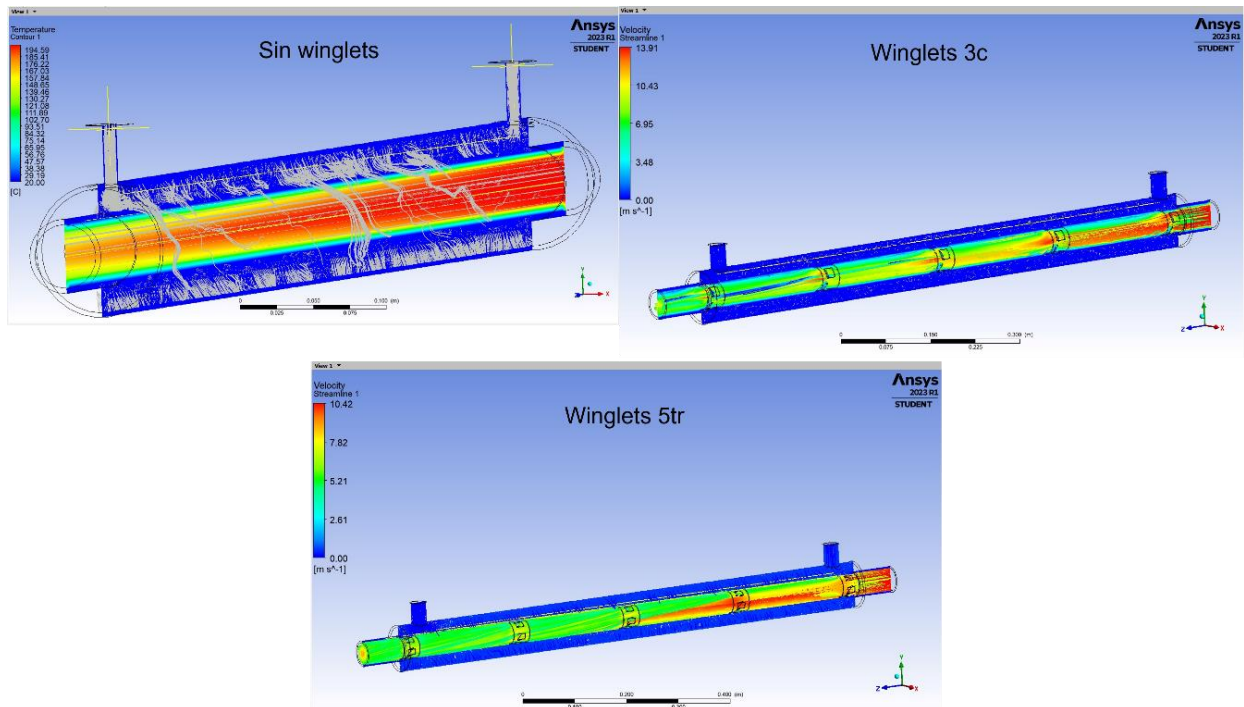 View 1
Temperature
Contour 1
194.59
185.41
176.22
167.03
157.84
148.65
139.46
130.27
121.08
111.89
102.70
93.51
84.32
75.14
65.95
56.76
47.57
38.38
29.19
20.00
[C]
Sin winglets
Ansys
2023 R1
STUDENT
Y
Z X
0 0.050 0.100 (m)
0.025 0.075
View 1
Velocity
Streamline 1
13.91
10.43
6.95
3.48
0.00
[m s^-1]
Winglets 3c
Ansys
2023 R1
STUDENT
Y
Z X
0 0.150 0.300 (m)
0.075 0.225
View 1
Velocity
Streamline 1
10.42
7.82
5.21
2.61
0.00
[m s^-1]
Winglets 5tr
Ansys
2023 R1
STUDENT
Y
Z X
0 0.200 0.400 (m)